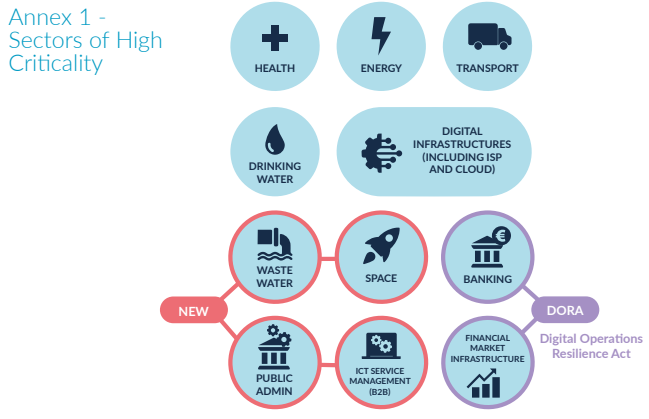 Annex 1 -
Sectors of High
Criticality
HEALTH
ENERGY
TRANSPORT
DRINKING
WATER
DIGITAL
INFRASTRUCTURES
(INCLUDING ISP
AND CLOUD)
WASTE
WATER
SPACE
€
BANKING
NEW
DORA
Digital Operations
Resilience Act
PUBLIC
ADMIN
ICT SERVICE
MANAGEMENT
(B2B)
FINANCIAL
MARKET
INFRASTRUCTURE